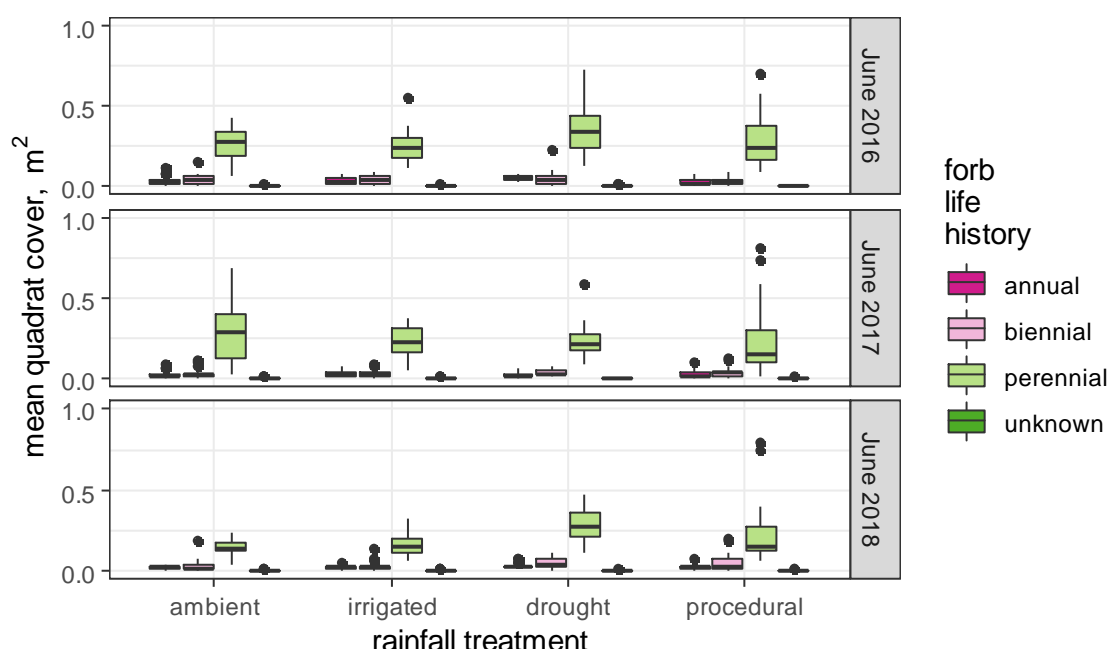 mean quadrat cover, m²
1.0
0.5
0.0
June 2016
1.0
0.5
0.0
June 2017
1.0
0.5
0.0
June 2018
ambient
irrigated
drought
procedural
rainfall treatment
forb
life
history
annual
biennial
perennial
unknown